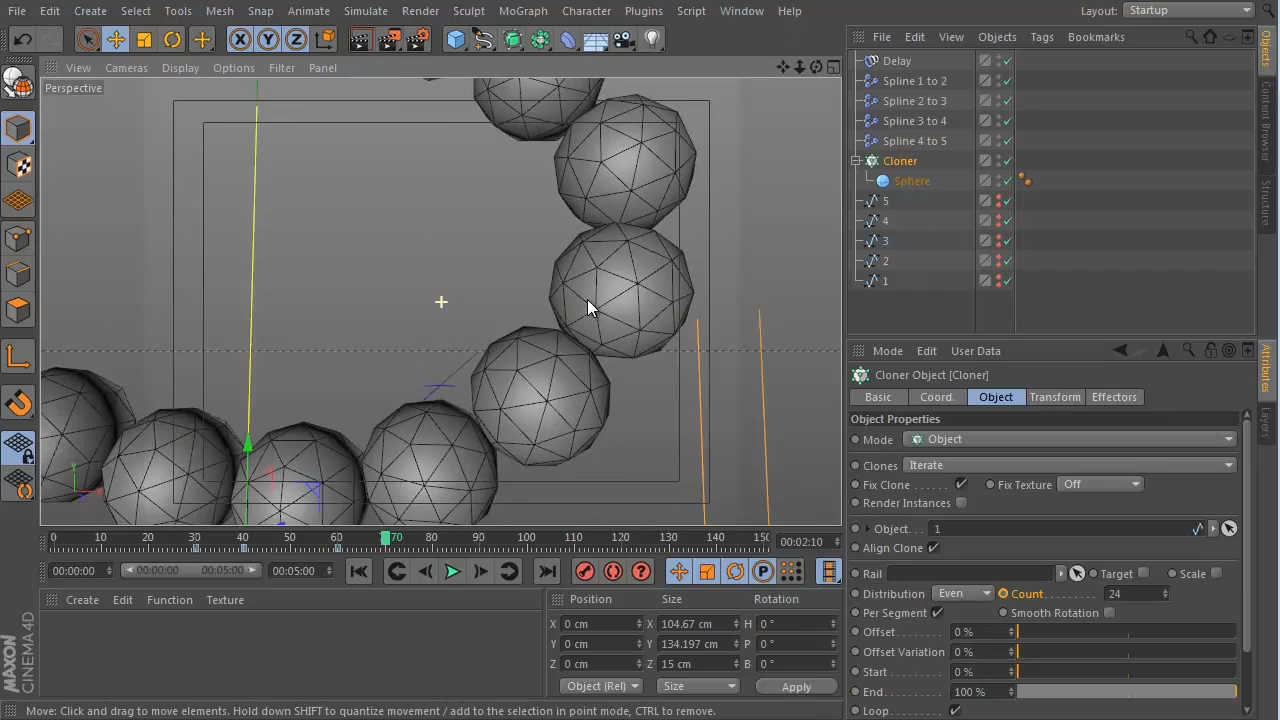 File Edit Create Select Tools Mesh Snap Animate Simulate Render Sculpt MoGraph Character Plugins Script Window Help Layout: Startup
X Y Z
File Edit View Objects Tags Bookmarks
View Cameras Display Options Filter Panel
Perspective
Delay
Spline 1 to 2
Spline 2 to 3
Spline 3 to 4
Spline 4 to 5
Cloner
Sphere
5
4
3
2
1
Objects
Content Browser
Structure
Mode Edit User Data
Cloner Object [Cloner]
Basic Coord. Object Transform Effectors
Object Properties
Mode Object
Clones Iterate
Fix Clone Fix Texture Off
Render Instances
Object 1
Align Clone
Rail Target Scale
Distribution Even Count 24
Per Segment Smooth Rotation
Offset 0 %
Offset Variation 0 %
Start 0 %
End 100 %
Loop
Attributes
Layers
0 10 20 30 40 50 60 70 80 90 100 110 120 130 140 150 00:02:10
00:00:00 00:00:00 00:05:00 00:05:00
Create Edit Function Texture
Position Size Rotation
X 0 cm X 104.67 cm H 0 °
Y 0 cm Y 134.197 cm P 0 °
Z 0 cm Z 15 cm B 0 °
Object (Rel) Size Apply
MAXON
CINEMA 4D
Move: Click and drag to move elements. Hold down SHIFT to quantize movement / add to the selection in point mode, CTRL to remove.